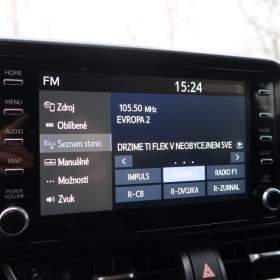 FM
15:24
HOME
MENU
AUDIO
MAP
POWER
VOLUME
Zdroj
Oblíbené
Seznam stanic
Manuálně
Možnosti
Zvuk
105.50 MHz
EVROPA 2
DRZIME TI FLEK V NEOBYCEJNEM SVE
IMPULS
RADIO F1
R-CB
R-DVOJKA
R-ZURNAL